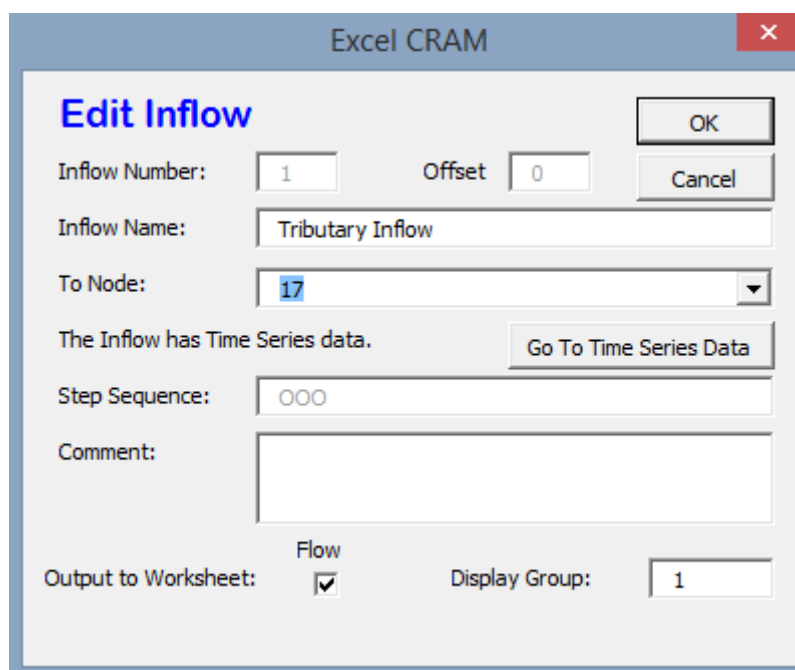 Excel CRAM
Edit Inflow
OK
Inflow Number: 1 Offset 0
Cancel
Inflow Name: Tributary Inflow
To Node: 17
The Inflow has Time Series data. Go To Time Series Data
Step Sequence: OOO
Comment:
Flow
Output to Worksheet: Display Group: 1